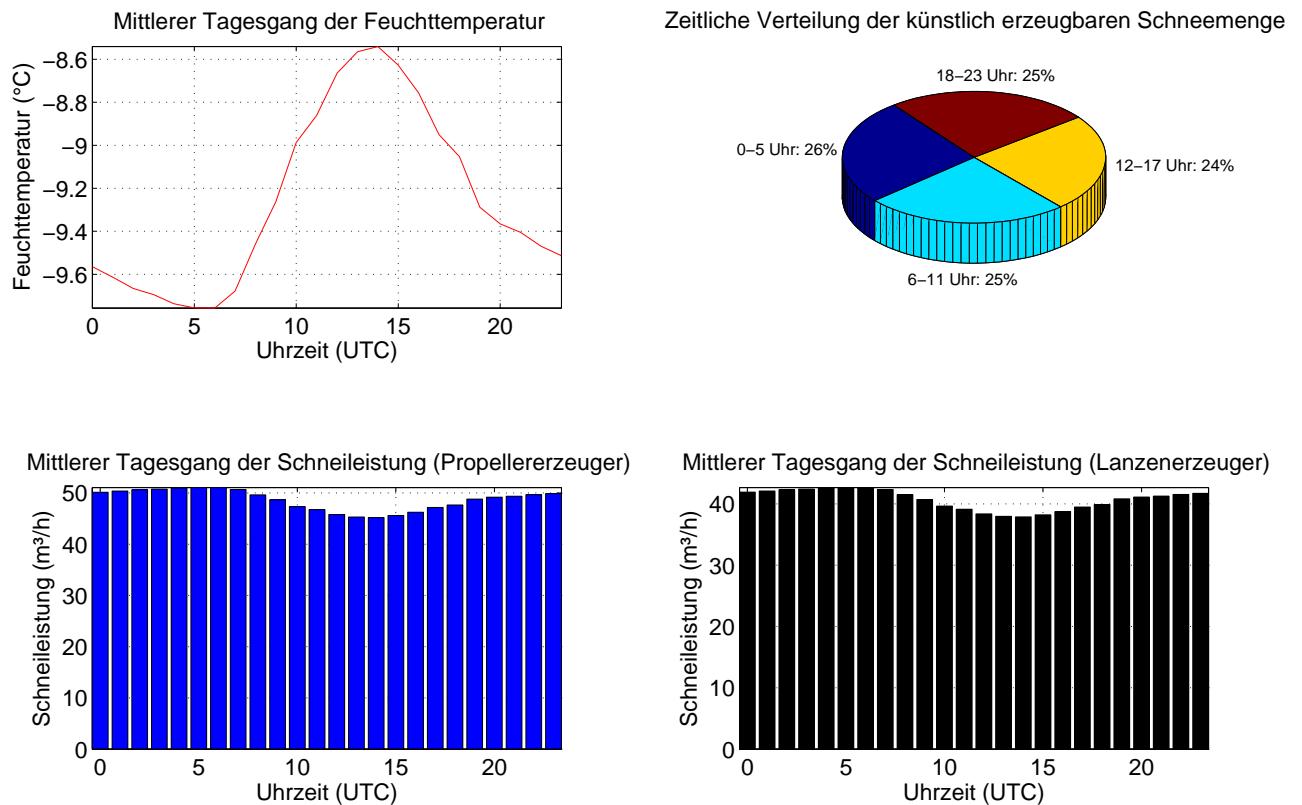 Mittlerer Tagesgang der Feuchttemperatur
−8.6
−8.8
−9
−9.2
−9.4
−9.6
Feuchttemperatur (°C)
0 5 10 15 20
Uhrzeit (UTC)
Zeitliche Verteilung der künstlich erzeugbaren Schneemenge
18−23 Uhr: 25%
0−5 Uhr: 26%
12−17 Uhr: 24%
6−11 Uhr: 25%
Mittlerer Tagesgang der Schneileistung (Propellererzeuger)
50
40
30
20
10
0
Schneileistung (m³/h)
0 5 10 15 20
Uhrzeit (UTC)
Mittlerer Tagesgang der Schneileistung (Lanzenerzeuger)
40
30
20
10
0
Schneileistung (m³/h)
0 5 10 15 20
Uhrzeit (UTC)